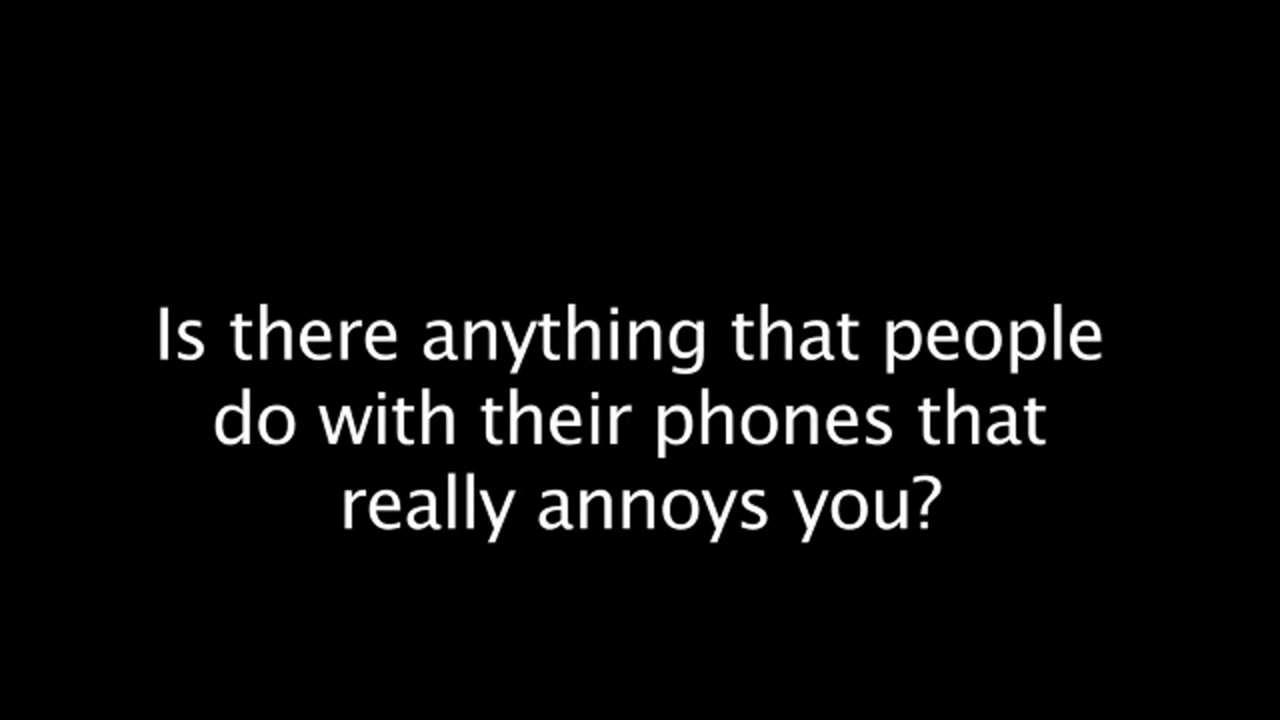 Is there anything that people
do with their phones that
really annoys you?